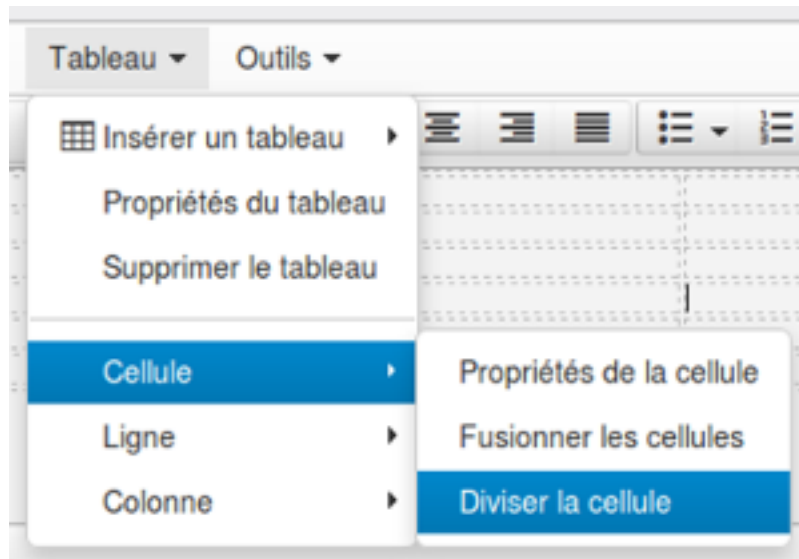 Tableau Outils
Insérer un tableau
Propriétés du tableau
Supprimer le tableau
Cellule
Ligne
Colonne
Propriétés de la cellule
Fusionner les cellules
Diviser la cellule